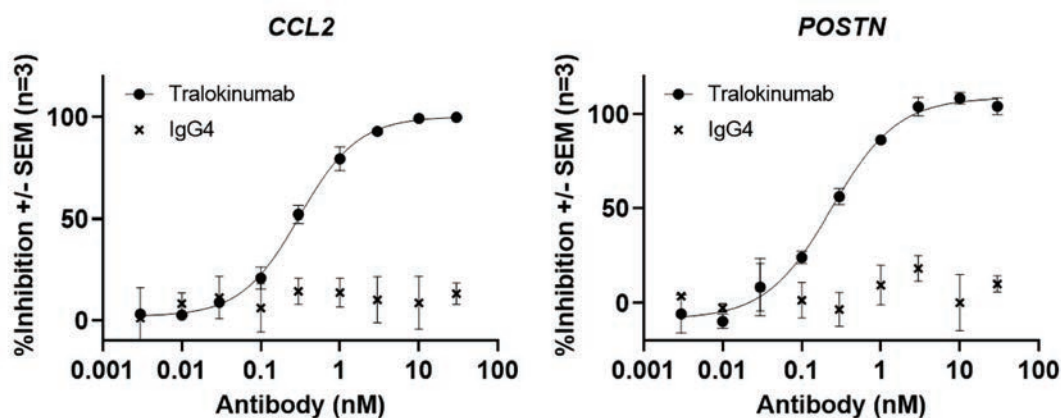 CCL2
%Inhibition +/- SEM (n=3)
Tralokinumab
IgG4
100
50
0
0.001 0.01 0.1 1 10 100
Antibody (nM)
POSTN
%Inhibition +/- SEM (n=3)
Tralokinumab
IgG4
100
50
0
0.001 0.01 0.1 1 10 100
Antibody (nM)